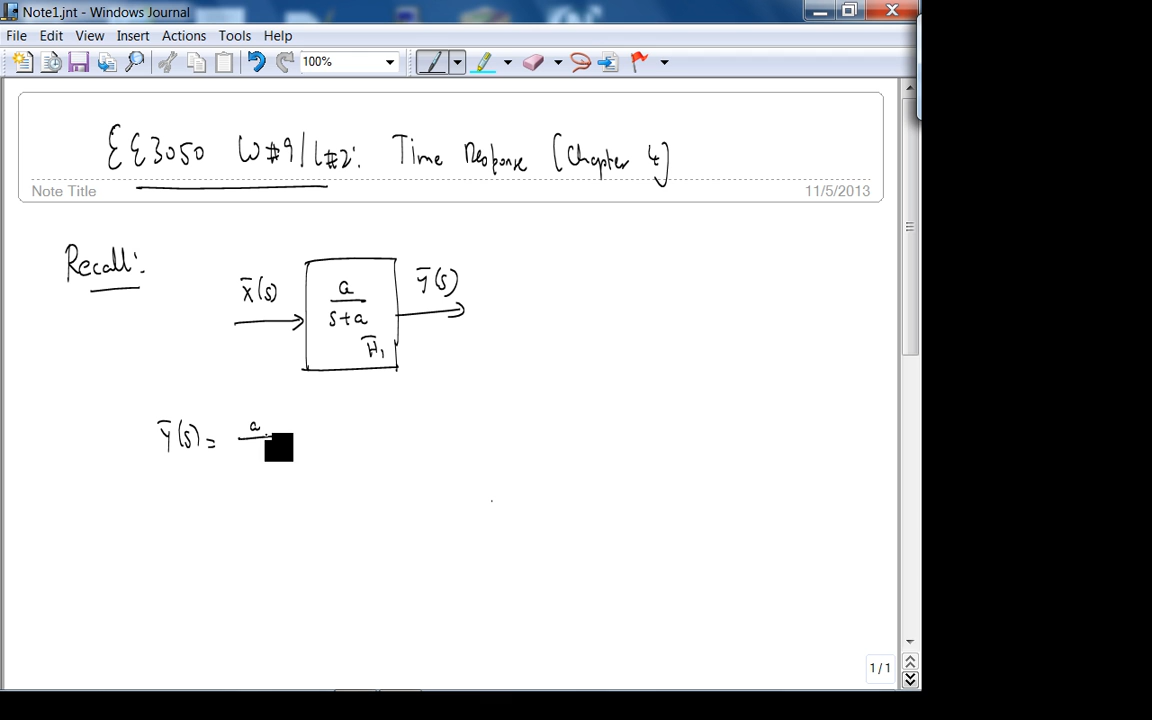 Note1.jnt - Windows Journal
File Edit View Insert Actions Tools Help
100%
EE3050 W#9/L#2: Time Response (Chapter 4)
Note Title
11/5/2013
Recall:
X̄(s)
a
s+a
H̄₁
Ȳ(s)
Ȳ(s) = a
1 / 1